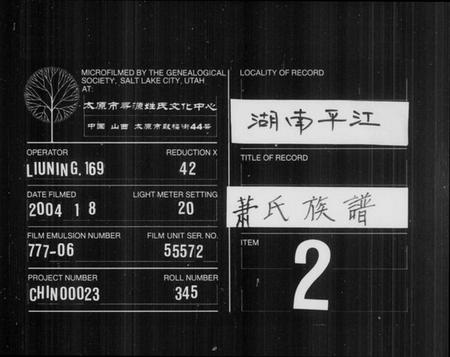 MICROFILMED BY THE GENEALOGICAL
SOCIETY, SALT LAKE CITY, UTAH
AT:
太原市尋源姓氏文化中心
中国 山西 太原市 街44号
OPERATOR
LIUNING.169
REDUCTION X
42
DATE FILMED
2004 1 8
LIGHT METER SETTING
20
FILM EMULSION NUMBER
777-06
FILM UNIT SER. NO.
55572
PROJECT NUMBER
CHIN00023
ROLL NUMBER
345
LOCALITY OF RECORD
湖南平江
TITLE OF RECORD
萧氏族譜
ITEM
2